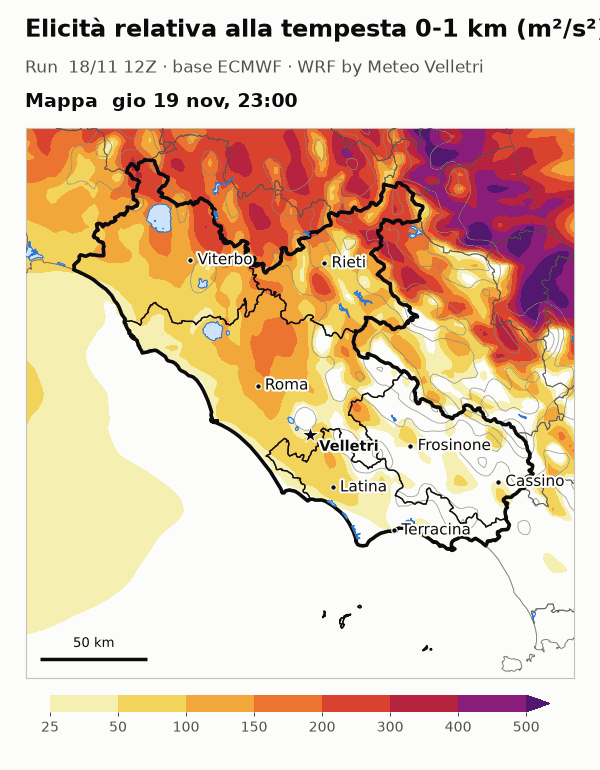 Elicità relativa alla tempesta 0-1 km (m²/s²)
Run 18/11 12Z · base ECMWF · WRF by Meteo Velletri
Mappa gio 19 nov, 23:00
Viterbo
Rieti
Roma
Velletri
Frosinone
Latina
Cassino
Terracina
50 km
25 50 100 150 200 300 400 500